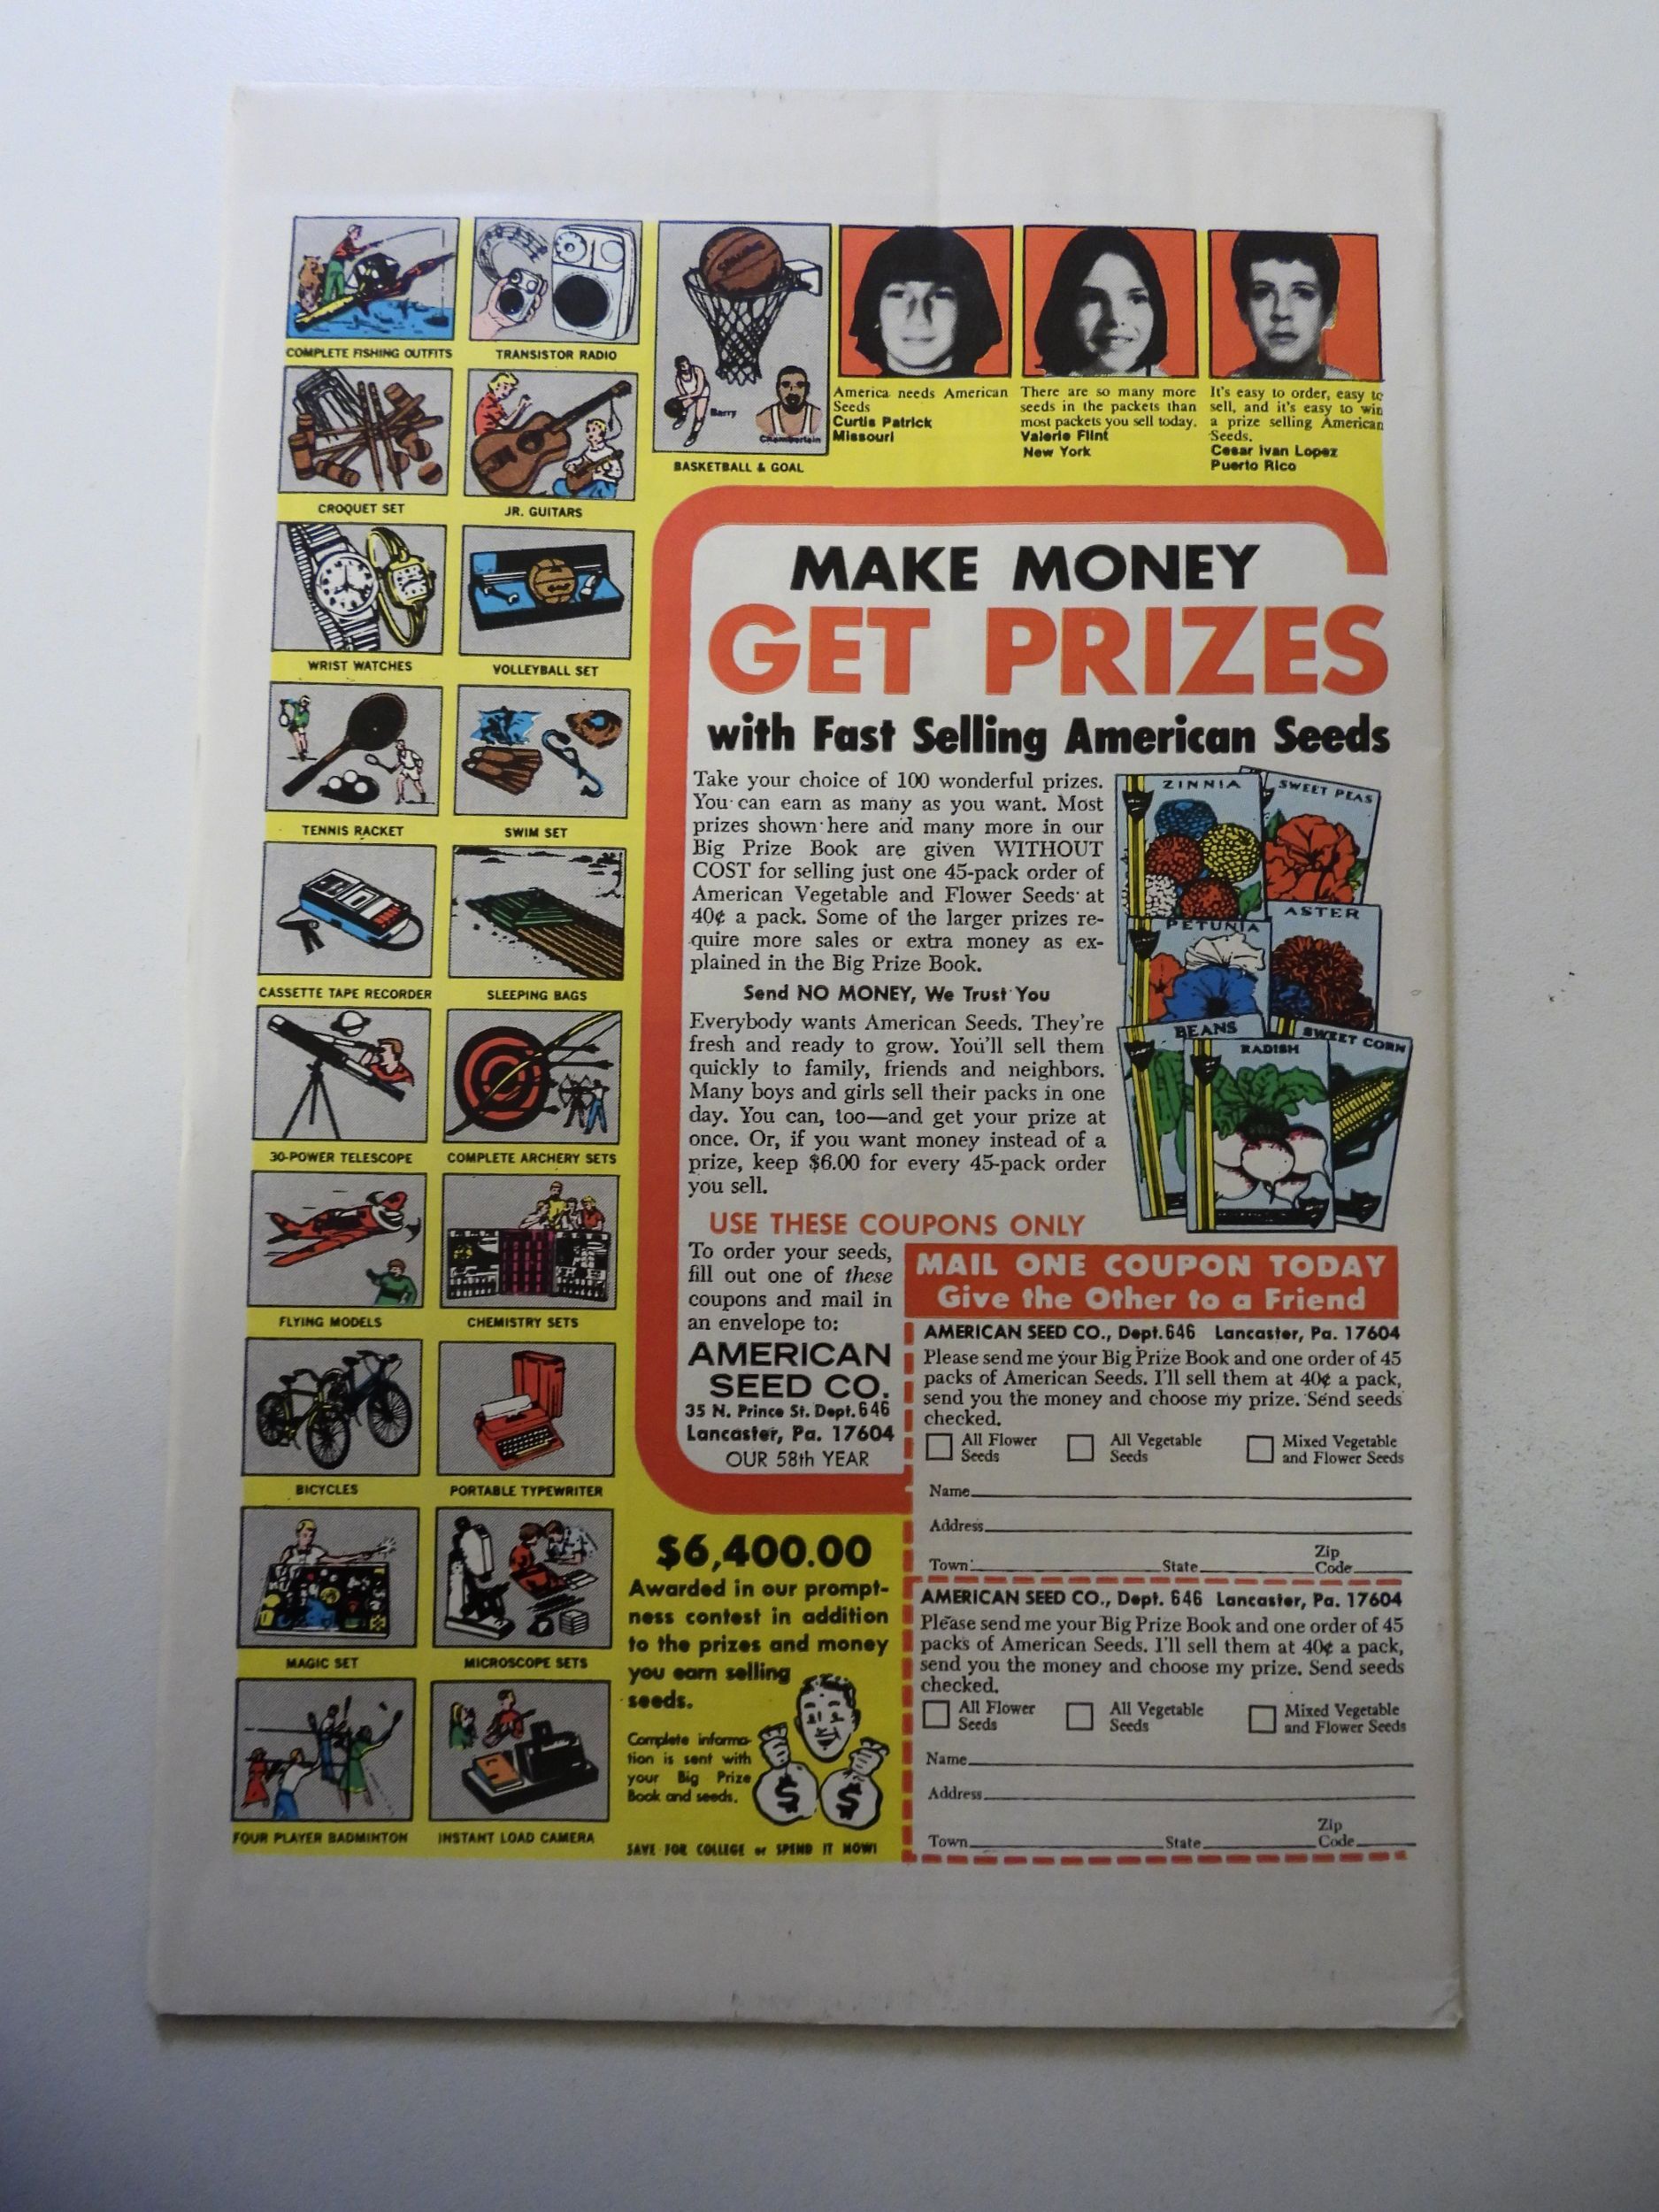 COMPLETE FISHING OUTFITS
TRANSISTOR RADIO
SPALDING
Barry
Chamberlain
BASKETBALL & GOAL
America needs American
Seeds
Curtis Patrick
Missouri
There are so many more
seeds in the packets than
most packets you sell today.
Valerie Flint
New York
It's easy to order, easy to
sell, and it's easy to win
a prize selling American
Seeds.
Cesar Ivan Lopez
Puerto Rico
CROQUET SET
JR. GUITARS
WRIST WATCHES
VOLLEYBALL SET
TENNIS RACKET
SWIM SET
CASSETTE TAPE RECORDER
SLEEPING BAGS
30-POWER TELESCOPE
COMPLETE ARCHERY SETS
FLYING MODELS
CHEMISTRY SETS
BICYCLES
PORTABLE TYPEWRITER
MAGIC SET
MICROSCOPE SETS
FOUR PLAYER BADMINTON
INSTANT LOAD CAMERA
MAKE MONEY
GET PRIZES
with Fast Selling American Seeds
Take your choice of 100 wonderful prizes.
You can earn as many as you want. Most
prizes shown here and many more in our
Big Prize Book are given WITHOUT
COST for selling just one 45-pack order of
American Vegetable and Flower Seeds at
40¢ a pack. Some of the larger prizes re-
quire more sales or extra money as ex-
plained in the Big Prize Book.
Send NO MONEY, We Trust You
Everybody wants American Seeds. They're
fresh and ready to grow. You'll sell them
quickly to family, friends and neighbors.
Many boys and girls sell their packs in one
day. You can, too—and get your prize at
once. Or, if you want money instead of a
prize, keep $6.00 for every 45-pack order
you sell.
ZINNIA
SWEET PEAS
PETUNIA
ASTER
BEANS
RADISH
SWEET CORN
USE THESE COUPONS ONLY
To order your seeds,
fill out one of these
coupons and mail in
an envelope to:
AMERICAN
SEED CO.
35 N. Prince St. Dept. 646
Lancaster, Pa. 17604
OUR 58th YEAR
$6,400.00
Awarded in our prompt-
ness contest in addition
to the prizes and money
you earn selling
seeds.
Complete informa-
tion is sent with
your Big Prize
Book and seeds.
$ $
SAVE FOR COLLEGE or SPEND IT NOW!
MAIL ONE COUPON TODAY
Give the Other to a Friend
AMERICAN SEED CO., Dept. 646 Lancaster, Pa. 17604
Please send me your Big Prize Book and one order of 45
packs of American Seeds. I'll sell them at 40¢ a pack,
send you the money and choose my prize. Send seeds
checked.
All Flower
Seeds
All Vegetable
Seeds
Mixed Vegetable
and Flower Seeds
Name
Address
Town State Zip
Code
AMERICAN SEED CO., Dept. 646 Lancaster, Pa. 17604
Please send me your Big Prize Book and one order of 45
packs of American Seeds. I'll sell them at 40¢ a pack,
send you the money and choose my prize. Send seeds
checked.
All Flower
Seeds
All Vegetable
Seeds
Mixed Vegetable
and Flower Seeds
Name
Address
Town State Zip
Code